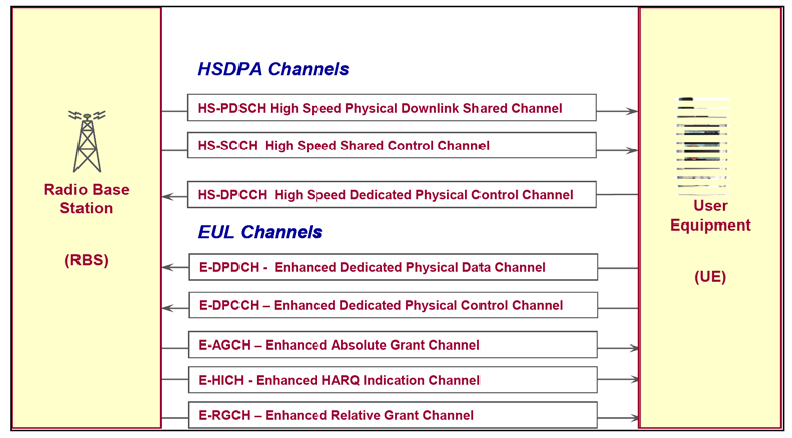 HSDPA Channels
HS-PDSCH High Speed Physical Downlink Shared Channel
HS-SCCH High Speed Shared Control Channel
HS-DPCCH High Speed Dedicated Physical Control Channel
EUL Channels
E-DPDCH - Enhanced Dedicated Physical Data Channel
E-DPCCH – Enhanced Dedicated Physical Control Channel
E-AGCH – Enhanced Absolute Grant Channel
E-HICH - Enhanced HARQ Indication Channel
E-RGCH – Enhanced Relative Grant Channel
Radio Base
Station
(RBS)
User
Equipment
(UE)